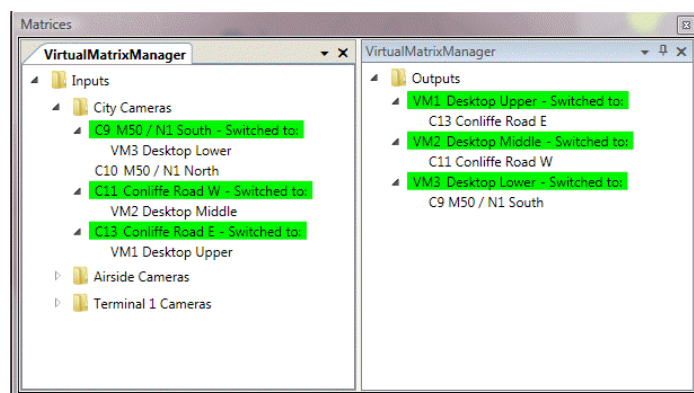 Matrices
VirtualMatrixManager
Inputs
City Cameras
C9 M50 / N1 South - Switched to:
VM3 Desktop Lower
C10 M50 / N1 North
C11 Conliffe Road W - Switched to:
VM2 Desktop Middle
C13 Conliffe Road E - Switched to:
VM1 Desktop Upper
Airside Cameras
Terminal 1 Cameras
VirtualMatrixManager
Outputs
VM1 Desktop Upper - Switched to:
C13 Conliffe Road E
VM2 Desktop Middle - Switched to:
C11 Conliffe Road W
VM3 Desktop Lower - Switched to:
C9 M50 / N1 South